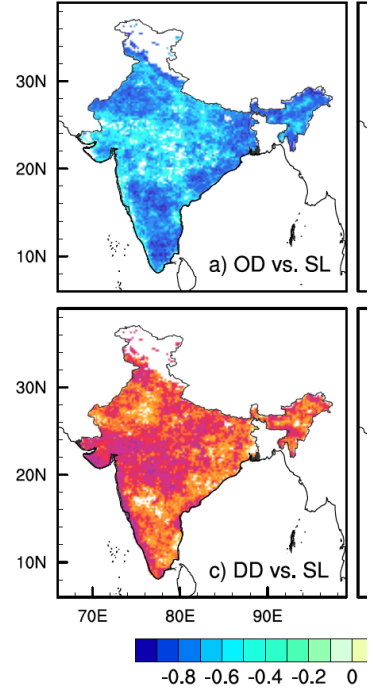 30N
20N
10N
a) OD vs. SL
30N
20N
10N
c) DD vs. SL
70E 80E 90E
-0.8 -0.6 -0.4 -0.2 0